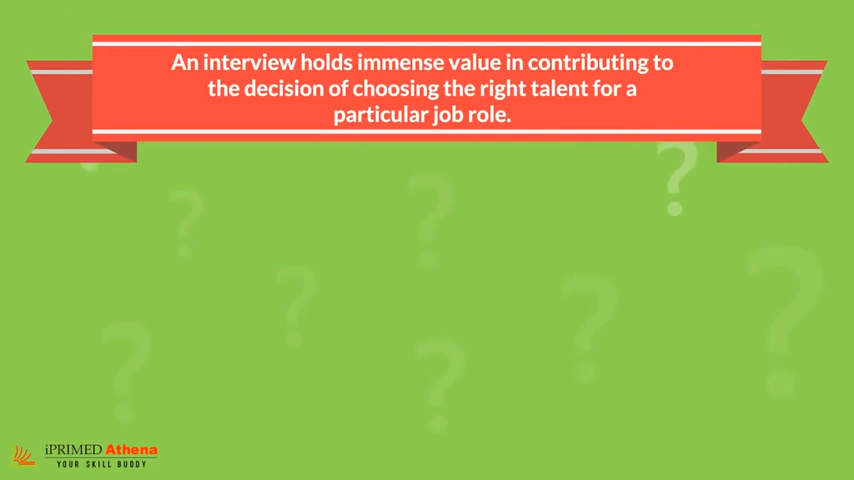 An interview holds immense value in contributing to
the decision of choosing the right talent for a
particular job role.
iPRIMED Athena
YOUR SKILL BUDDY